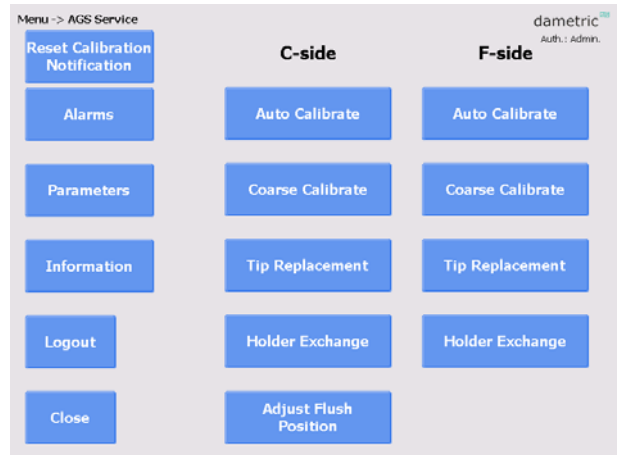 Menu -> AGS Service
dametric
Auth.: Admin.
Reset Calibration
Notification
C-side
F-side
Alarms
Auto Calibrate
Auto Calibrate
Parameters
Coarse Calibrate
Coarse Calibrate
Information
Tip Replacement
Tip Replacement
Logout
Holder Exchange
Holder Exchange
Close
Adjust Flush
Position